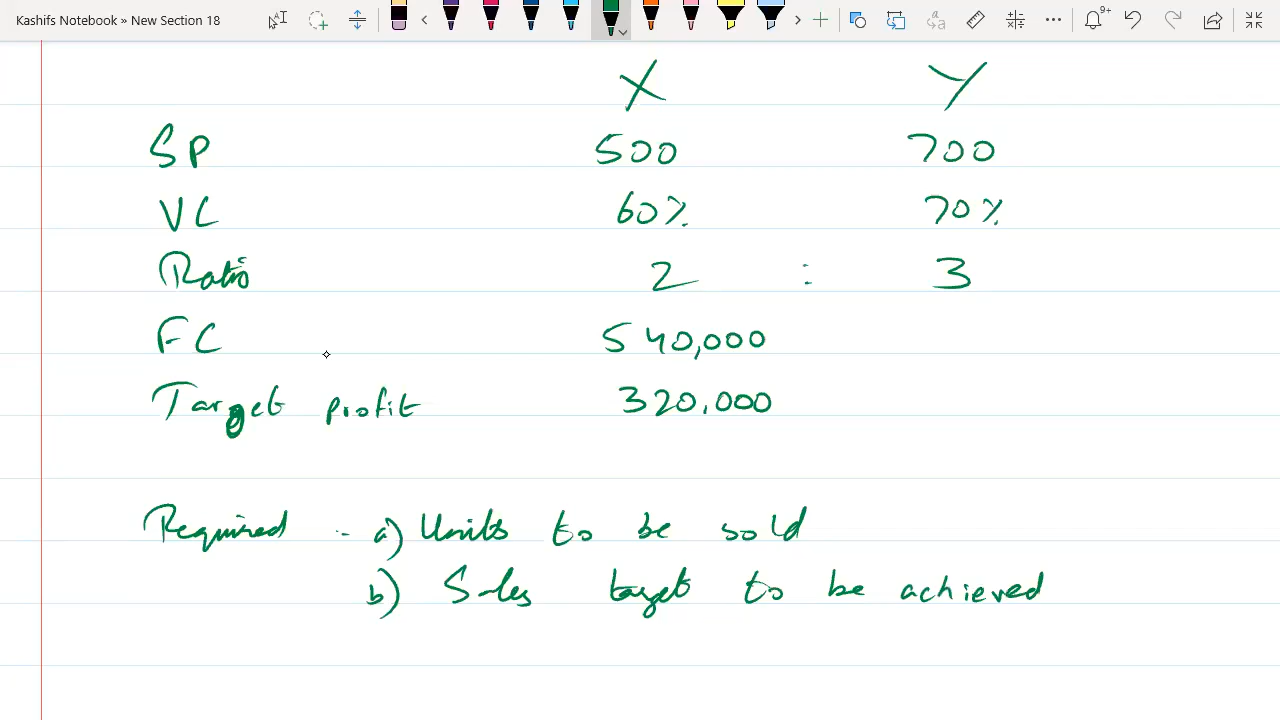 Kashifs Notebook » New Section 18
9+
X Y
SP 500 700
VC 60% 70%
Ratio 2 : 3
FC 540,000
Target profit 320,000
Required :- a) Units to be sold
b) Sales target to be achieved